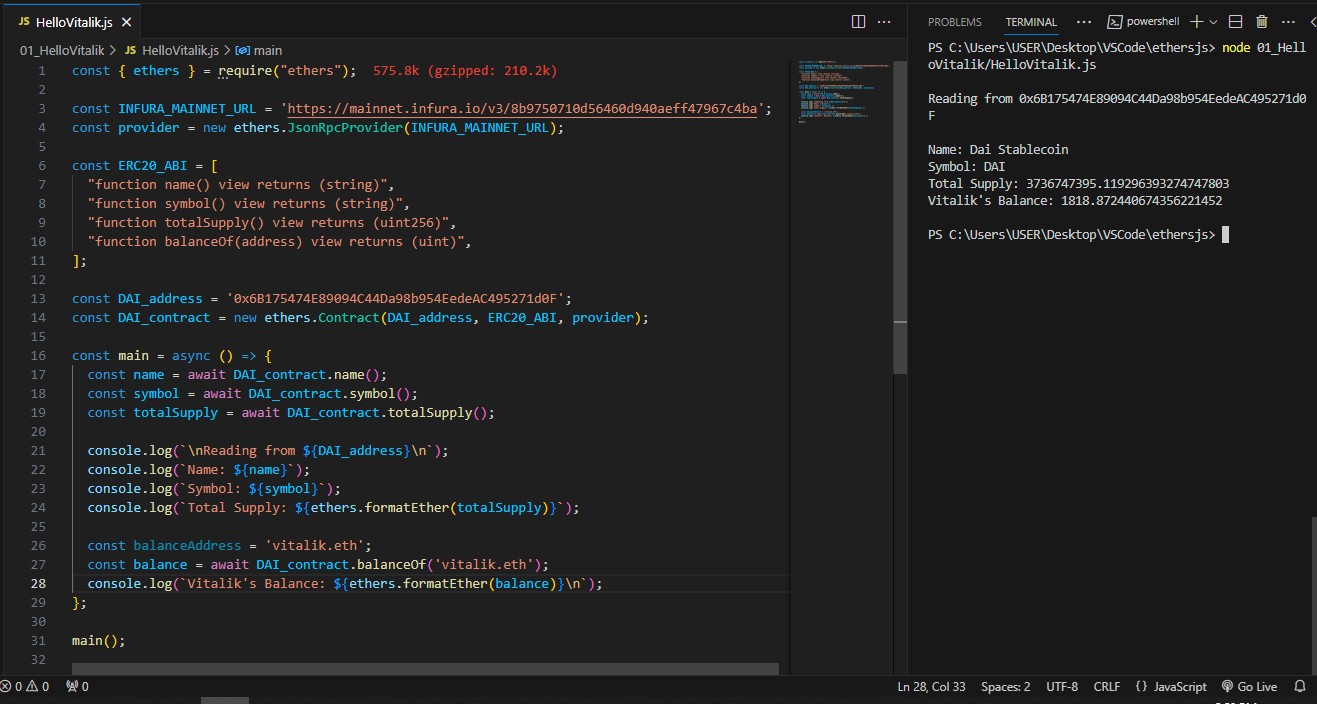 JS HelloVitalik.js
PROBLEMS TERMINAL powershell
01_HelloVitalik > JS HelloVitalik.js > main
1 const { ethers } = require("ethers"); 575.8k (gzipped: 210.2k)
2
3 const INFURA_MAINNET_URL = 'https://mainnet.infura.io/v3/8b9750710d56460d940aeff47967c4ba';
4 const provider = new ethers.JsonRpcProvider(INFURA_MAINNET_URL);
5
6 const ERC20_ABI = [
7 "function name() view returns (string)",
8 "function symbol() view returns (string)",
9 "function totalSupply() view returns (uint256)",
10 "function balanceOf(address) view returns (uint)",
11 ];
12
13 const DAI_address = '0x6B175474E89094C44Da98b954EedeAC495271d0F';
14 const DAI_contract = new ethers.Contract(DAI_address, ERC20_ABI, provider);
15
16 const main = async () => {
17 const name = await DAI_contract.name();
18 const symbol = await DAI_contract.symbol();
19 const totalSupply = await DAI_contract.totalSupply();
20
21 console.log(`\nReading from ${DAI_address}\n`);
22 console.log(`Name: ${name}`);
23 console.log(`Symbol: ${symbol}`);
24 console.log(`Total Supply: ${ethers.formatEther(totalSupply)}`);
25
26 const balanceAddress = 'vitalik.eth';
27 const balance = await DAI_contract.balanceOf('vitalik.eth');
28 console.log(`Vitalik's Balance: ${ethers.formatEther(balance)}\n`);
29 };
30
31 main();
32
PS C:\Users\USER\Desktop\VSCode\ethersjs> node 01_Hell
oVitalik/HelloVitalik.js
Reading from 0x6B175474E89094C44Da98b954EedeAC495271d0
F
Name: Dai Stablecoin
Symbol: DAI
Total Supply: 3736747395.119296393274747803
Vitalik's Balance: 1818.872440674356221452
PS C:\Users\USER\Desktop\VSCode\ethersjs>
0 0 0 Ln 28, Col 33 Spaces: 2 UTF-8 CRLF {} JavaScript Go Live